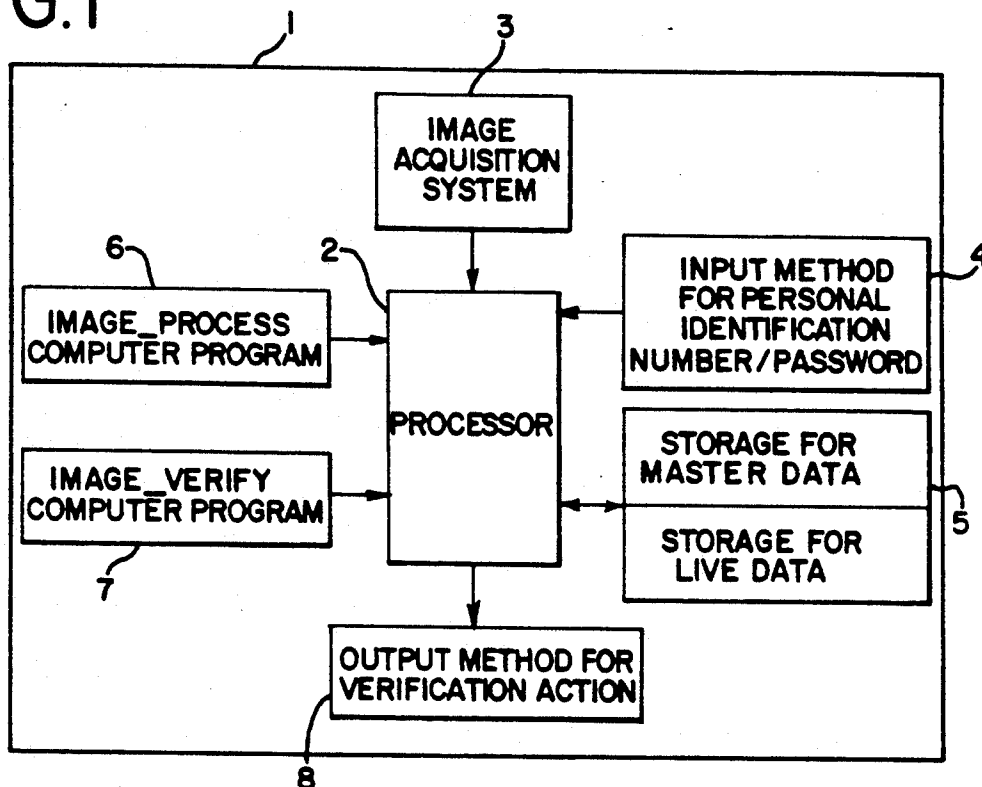 G.1
1
3
IMAGE
ACQUISITION
SYSTEM
6
2
4
IMAGE_PROCESS
COMPUTER PROGRAM
INPUT METHOD
FOR PERSONAL
IDENTIFICATION
NUMBER/PASSWORD
PROCESSOR
IMAGE_VERIFY
COMPUTER PROGRAM
7
STORAGE FOR
MASTER DATA
5
STORAGE FOR
LIVE DATA
OUTPUT METHOD FOR
VERIFICATION ACTION
8